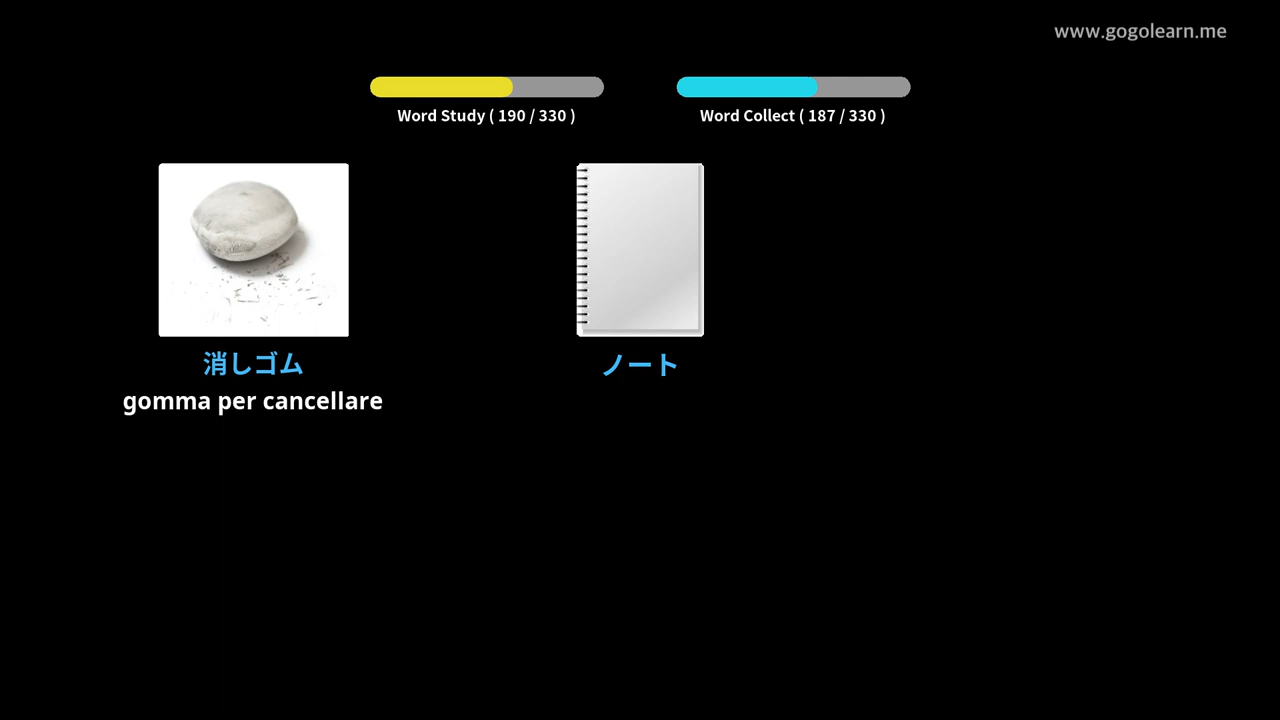 www.gogolearn.me
Word Study ( 190 / 330 )
Word Collect ( 187 / 330 )
消しゴム
gomma per cancellare
ノート